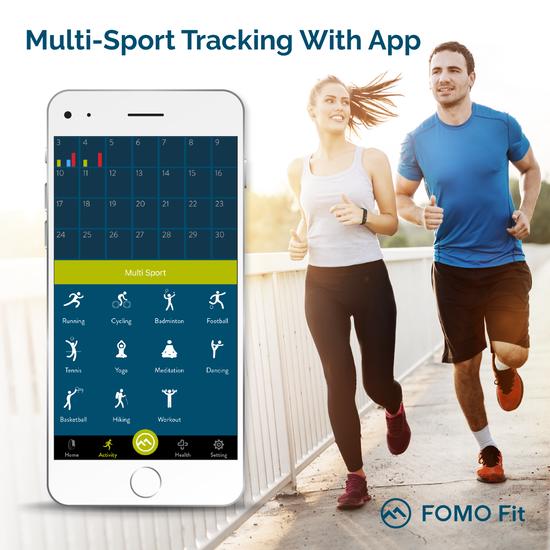 Multi-Sport Tracking With App
3 4 5 6 7 8 9
10 11 12 13 14 15 16
17 18 19 20 21 22 23
24 25 26 27 28 29 30
Multi Sport
Running Cycling Badminton Football
Tennis Yoga Meditation Dancing
Basketball Hiking Workout
Home Activity Health Setting
FOMO Fit